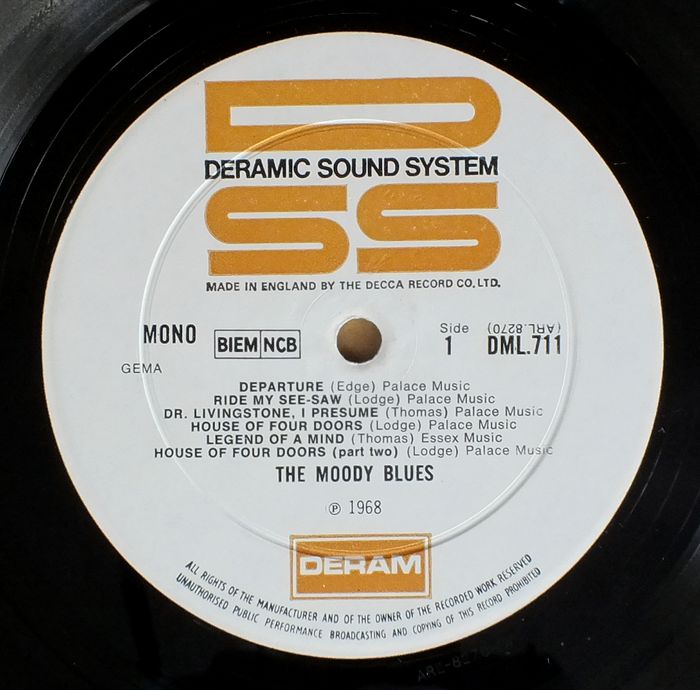 DERAMIC SOUND SYSTEM
MADE IN ENGLAND BY THE DECCA RECORD CO. LTD.
MONO BIEM NCB Side 1 (ARL.8270) DML.711
GEMA
DEPARTURE (Edge) Palace Music
RIDE MY SEE-SAW (Lodge) Palace Music
DR. LIVINGSTONE, I PRESUME (Thomas) Palace Music
HOUSE OF FOUR DOORS (Lodge) Palace Music
LEGEND OF A MIND (Thomas) Essex Music
HOUSE OF FOUR DOORS (part two) (Lodge) Palace Music
THE MOODY BLUES
℗ 1968
DERAM
ALL RIGHTS OF THE MANUFACTURER AND OF THE OWNER OF THE RECORDED WORK RESERVED
UNAUTHORISED PUBLIC PERFORMANCE BROADCASTING AND COPYING OF THIS RECORD PROHIBITED